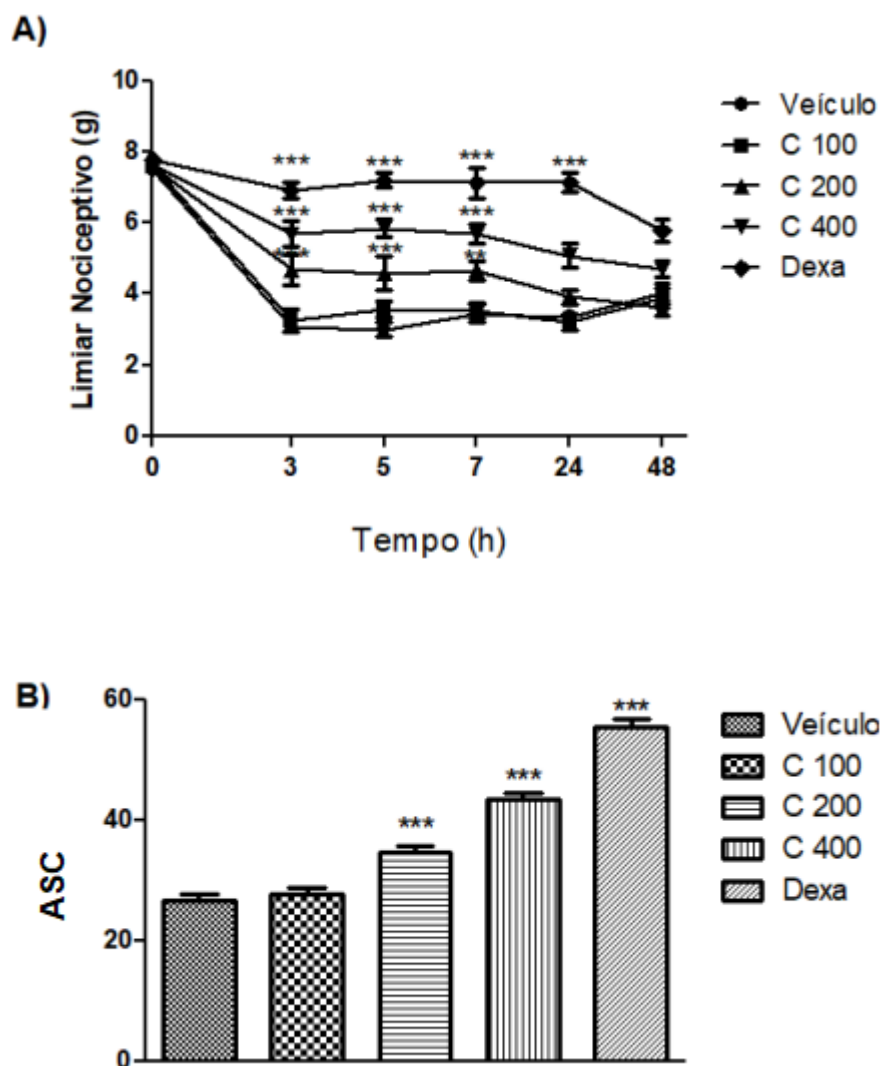 A)
Limiar Nociceptivo (g)
10
8
6
4
2
0
*** *** *** ***
*** *** ***
*** *** **
0 3 5 7 24 48
Tempo (h)
Veículo
C 100
C 200
C 400
Dexa
B)
ASC
60
40
20
0
***
***
***
Veículo
C 100
C 200
C 400
Dexa